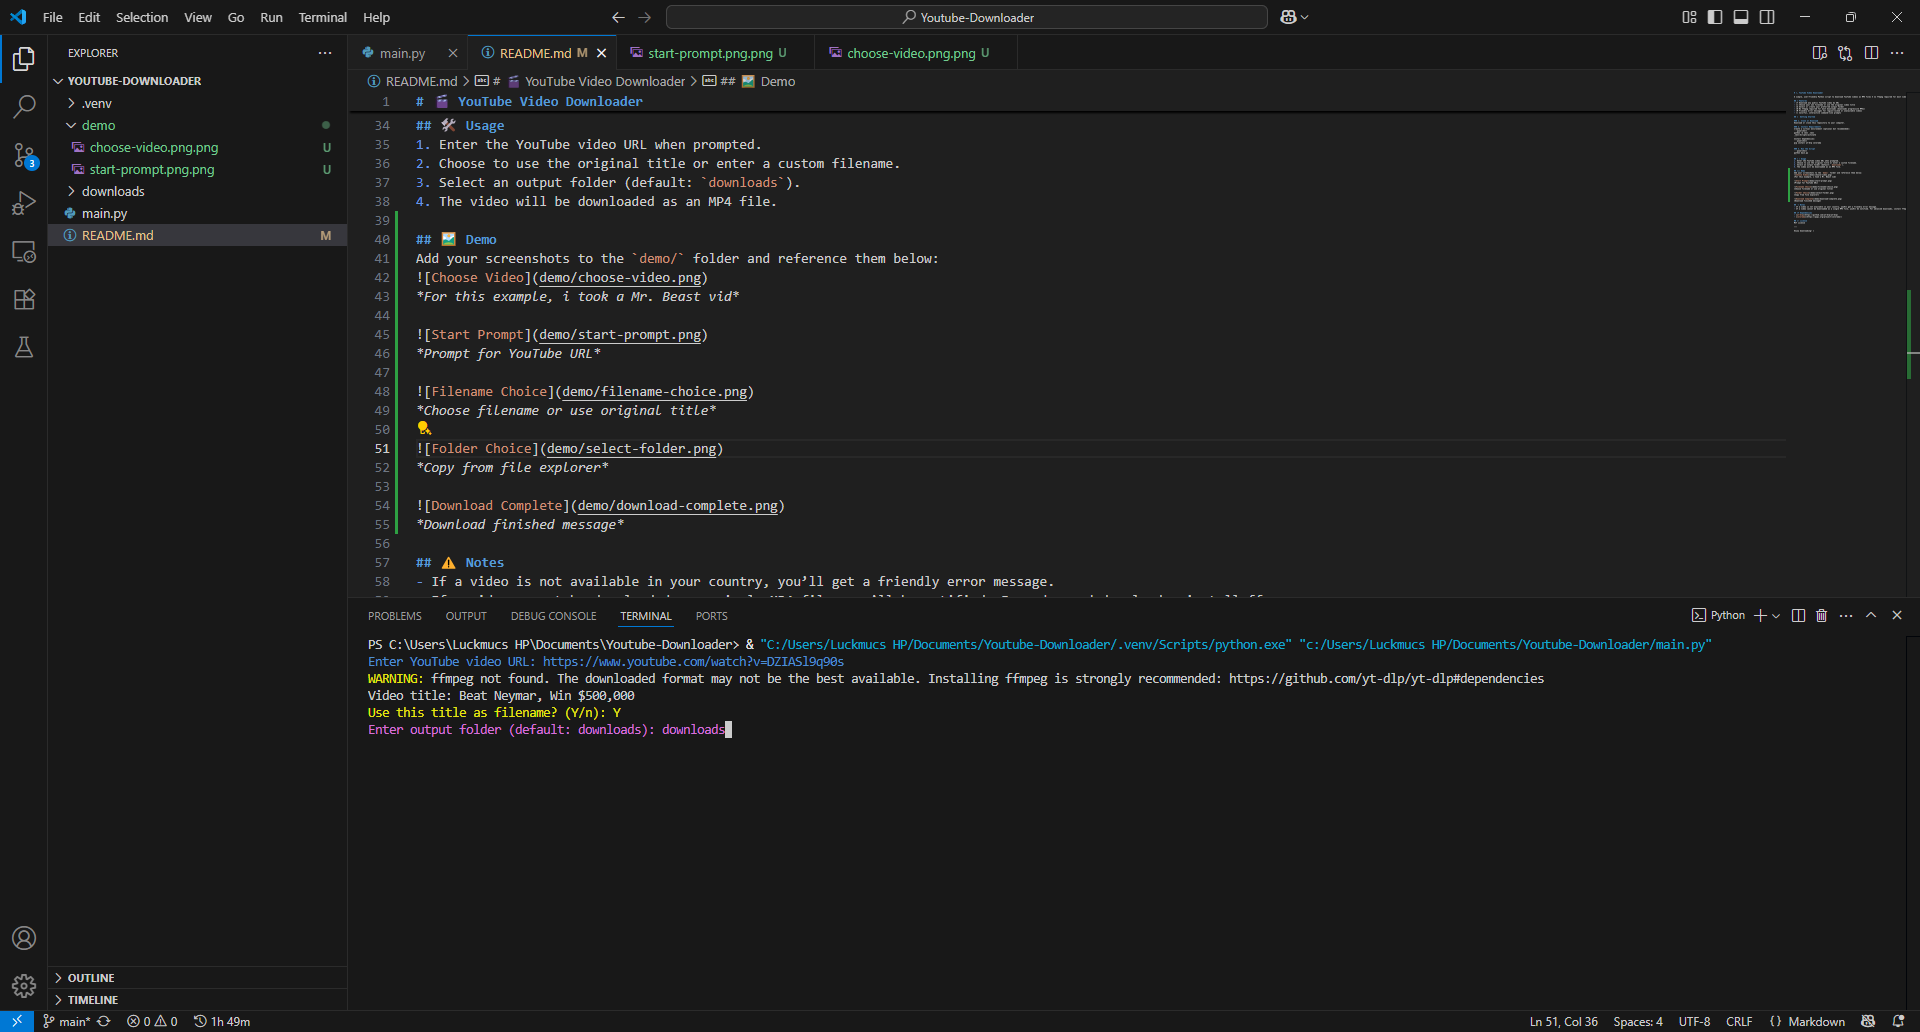 File Edit Selection View Go Run Terminal Help
Youtube-Downloader
EXPLORER
YOUTUBE-DOWNLOADER
.venv
demo
choose-video.png.png U
start-prompt.png.png U
downloads
main.py
README.md M
OUTLINE
TIMELINE
3
main.py
README.md M
start-prompt.png.png U
choose-video.png.png U
README.md > # YouTube Video Downloader > ## Demo
1 # YouTube Video Downloader
34 ## Usage
35 1. Enter the YouTube video URL when prompted.
36 2. Choose to use the original title or enter a custom filename.
37 3. Select an output folder (default: `downloads`).
38 4. The video will be downloaded as an MP4 file.
39
40 ## Demo
41 Add your screenshots to the `demo/` folder and reference them below:
42 ![Choose Video](demo/choose-video.png)
43 *For this example, i took a Mr. Beast vid*
44
45 ![Start Prompt](demo/start-prompt.png)
46 *Prompt for YouTube URL*
47
48 ![Filename Choice](demo/filename-choice.png)
49 *Choose filename or use original title*
50
51 ![Folder Choice](demo/select-folder.png)
52 *Copy from file explorer*
53
54 ![Download Complete](demo/download-complete.png)
55 *Download finished message*
56
57 ## Notes
58 - If a video is not available in your country, you’ll get a friendly error message.
PROBLEMS OUTPUT DEBUG CONSOLE TERMINAL PORTS
Python
PS C:\Users\Luckmucs HP\Documents\Youtube-Downloader> & "C:/Users/Luckmucs HP/Documents/Youtube-Downloader/.venv/Scripts/python.exe" "c:/Users/Luckmucs HP/Documents/Youtube-Downloader/main.py"
Enter YouTube video URL: https://www.youtube.com/watch?v=DZIASl9q90s
WARNING: ffmpeg not found. The downloaded format may not be the best available. Installing ffmpeg is strongly recommended: https://github.com/yt-dlp/yt-dlp#dependencies
Video title: Beat Neymar, Win $500,000
Use this title as filename? (Y/n): Y
Enter output folder (default: downloads): downloads
main* 0 0 1h 49m
Ln 51, Col 36 Spaces: 4 UTF-8 CRLF {} Markdown